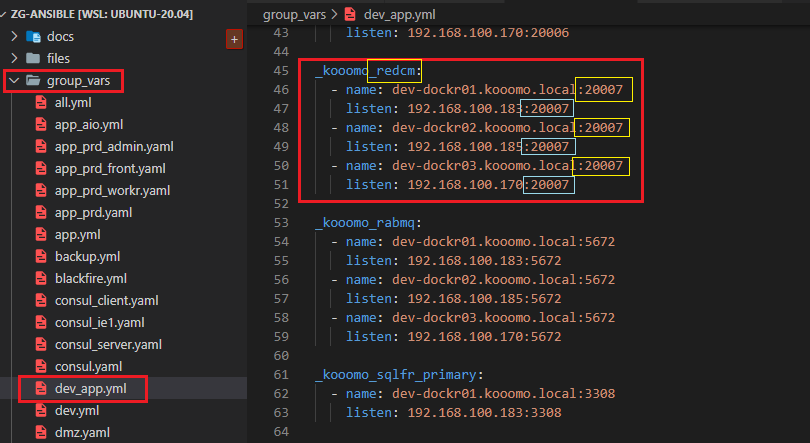 ZG-ANSIBLE [WSL: UBUNTU-20.04]
docs
files
group_vars
all.yml
app_aio.yml
app_prd_admin.yaml
app_prd_front.yaml
app_prd_workr.yaml
app_prd.yaml
app.yml
backup.yml
blackfire.yml
consul_client.yaml
consul_ie1.yaml
consul_server.yaml
consul.yaml
dev_app.yml
dev.yml
dmz.yaml
group_vars > dev_app.yml
43 listen: 192.168.100.170:20006
44
45 _kooomo_redcm:
46 - name: dev-dockr01.kooomo.local:20007
47 listen: 192.168.100.183:20007
48 - name: dev-dockr02.kooomo.local:20007
49 listen: 192.168.100.185:20007
50 - name: dev-dockr03.kooomo.local:20007
51 listen: 192.168.100.170:20007
52
53 _kooomo_rabmq:
54 - name: dev-dockr01.kooomo.local:5672
55 listen: 192.168.100.183:5672
56 - name: dev-dockr02.kooomo.local:5672
57 listen: 192.168.100.185:5672
58 - name: dev-dockr03.kooomo.local:5672
59 listen: 192.168.100.170:5672
60
61 _kooomo_sqlfr_primary:
62 - name: dev-dockr01.kooomo.local:3308
63 listen: 192.168.100.183:3308
64